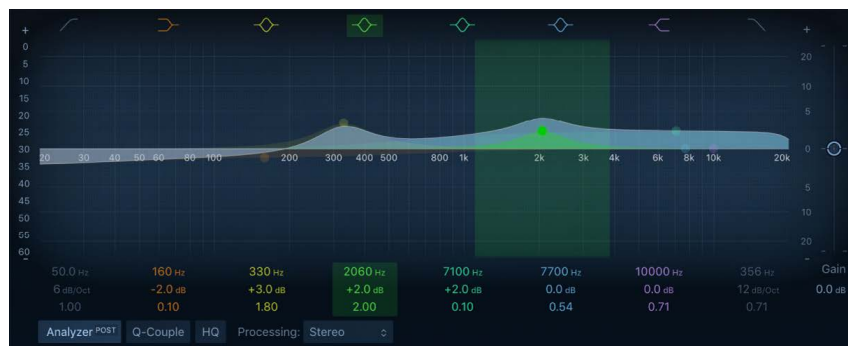 + +
0
5 20
10
15 10
20 5
25
30 20 30 40 50 60 80 100 200 300 400 500 800 1k 2k 3k 4k 6k 8k 10k 20k 0
35
40 5
45 10
50
55 20
60
- -
50.0 Hz 160 Hz 330 Hz 2060 Hz 7100 Hz 7700 Hz 10000 Hz 356 Hz Gain
6 dB/Oct -2.0 dB +3.0 dB +2.0 dB +2.0 dB 0.0 dB 0.0 dB 12 dB/Oct 0.0 dB
1.00 0.10 1.80 2.00 0.10 0.54 0.71 0.71
Analyzer POST Q-Couple HQ Processing: Stereo